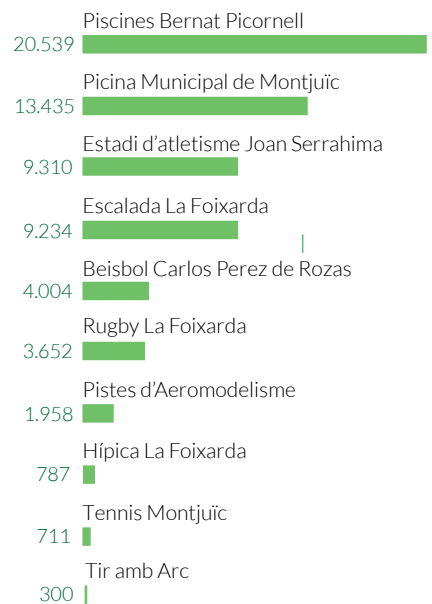 Piscines Bernat Picornell
20.539
Picina Municipal de Montjuïc
13.435
Estadi d’atletisme Joan Serrahima
9.310
Escalada La Foixarda
9.234
Beisbol Carlos Perez de Rozas
4.004
Rugby La Foixarda
3.652
Pistes d’Aeromodelisme
1.958
Hípica La Foixarda
787
Tennis Montjuïc
711
Tir amb Arc
300